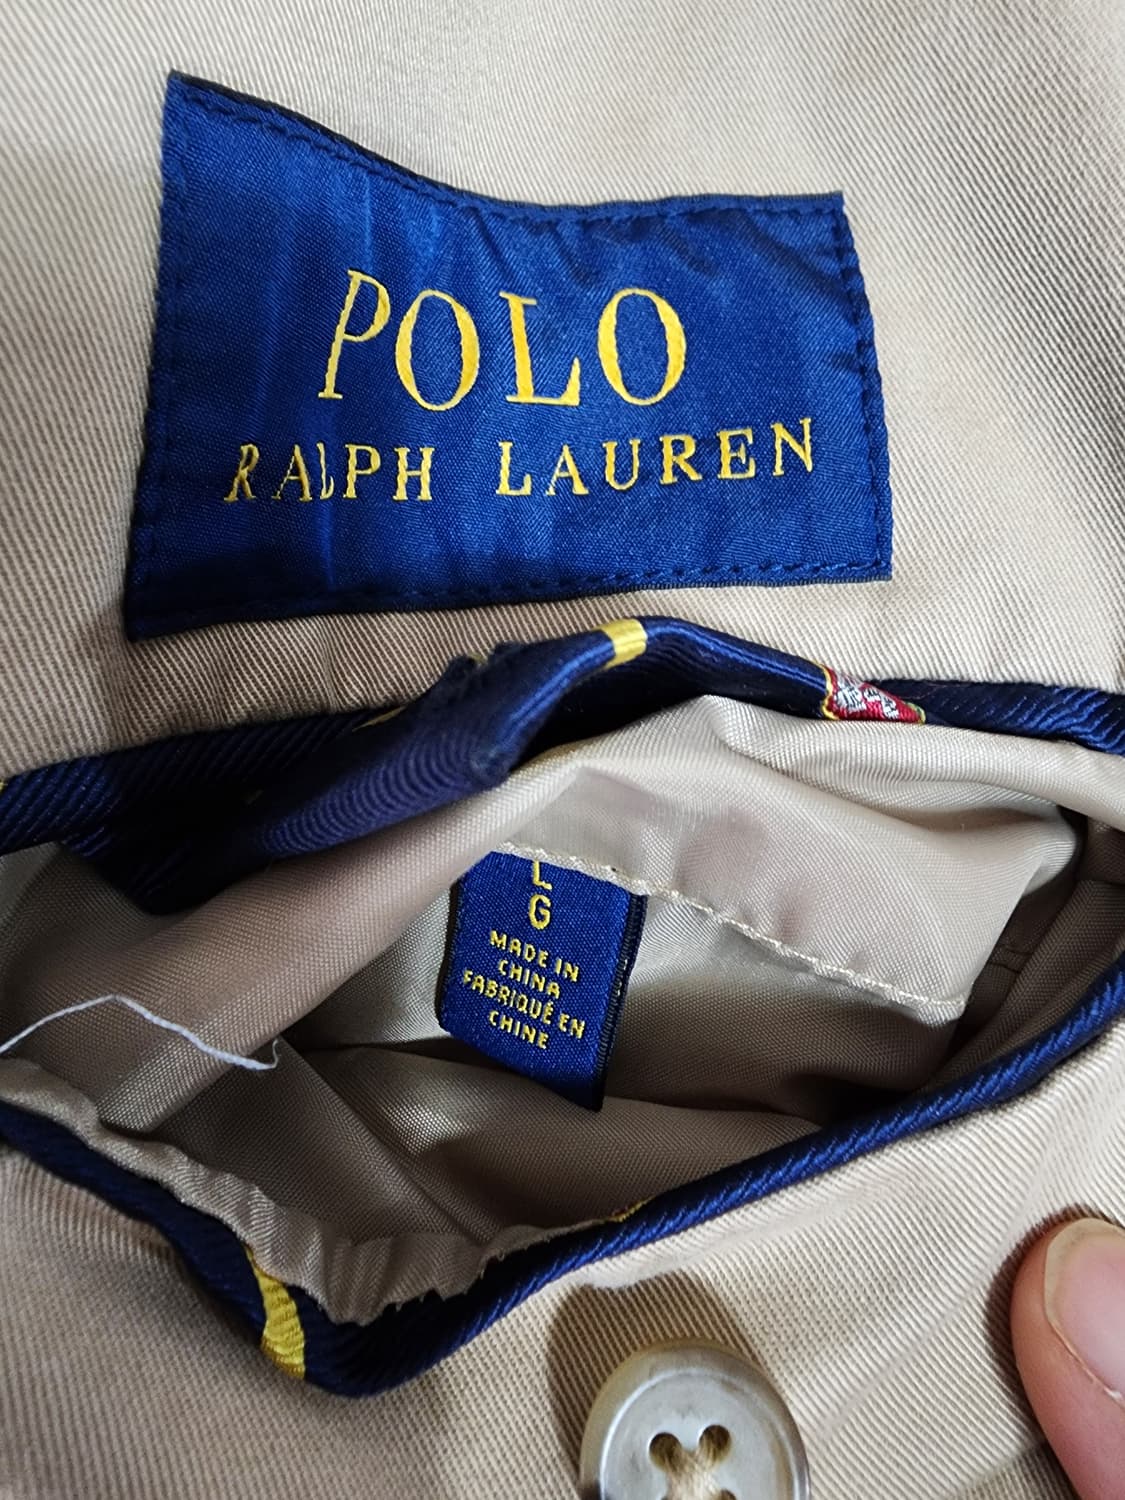 POLO
RALPH LAUREN
L
G
MADE IN
CHINA
FABRIQUÉ EN
CHINE